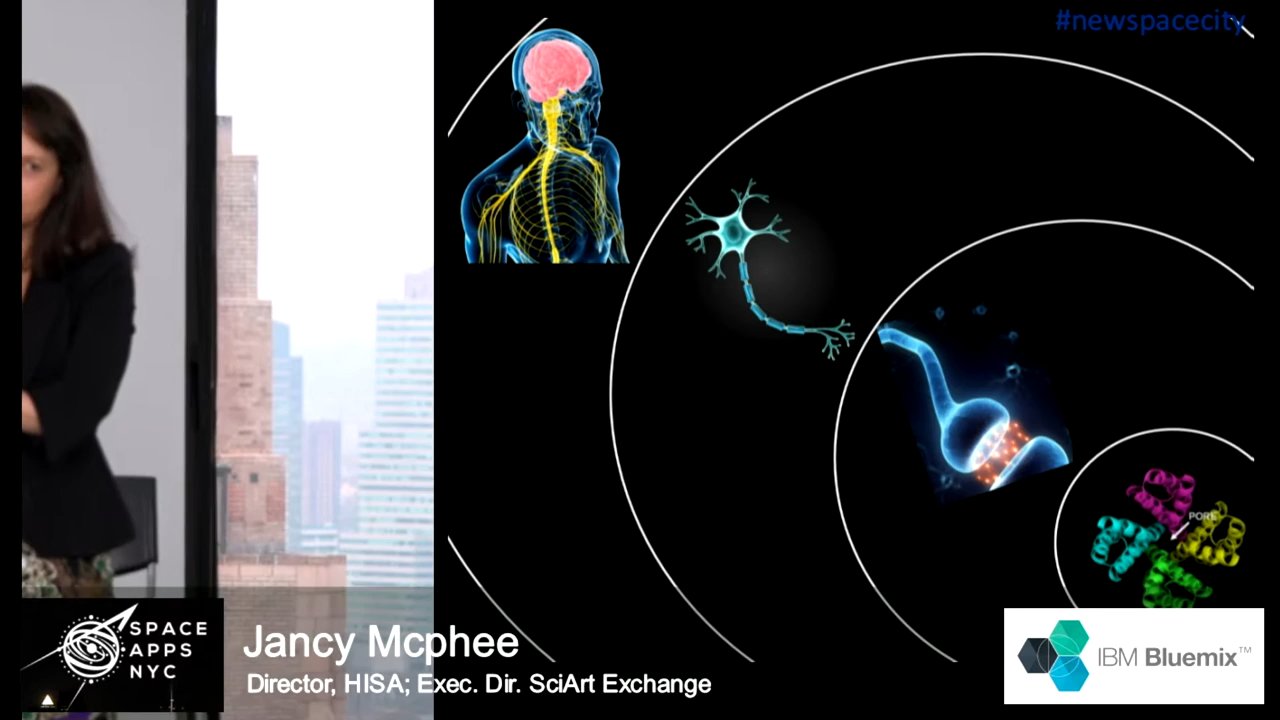 #newspacecity
PORE
SPACE
APPS
NYC
Jancy Mcphee
Director, HISA; Exec. Dir. SciArt Exchange
IBM Bluemix™